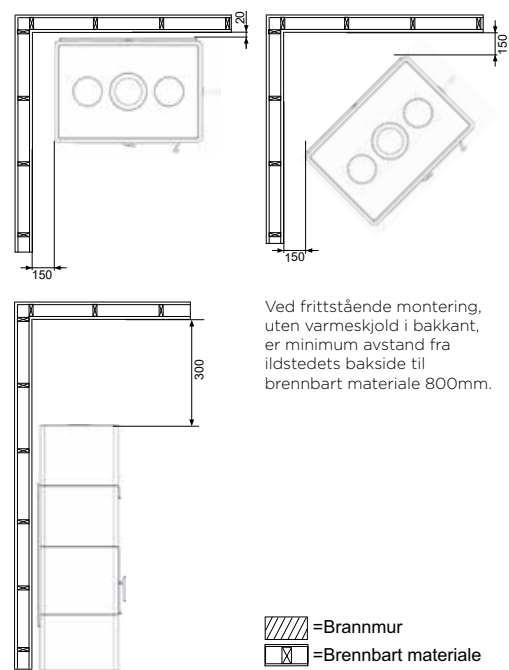 20
150
150
150
300
Ved frittstående montering,
uten varmeskjold i bakkant,
er minimum avstand fra
ildstedets bakside til
brennbart materiale 800mm.
=Brannmur
=Brennbart materiale